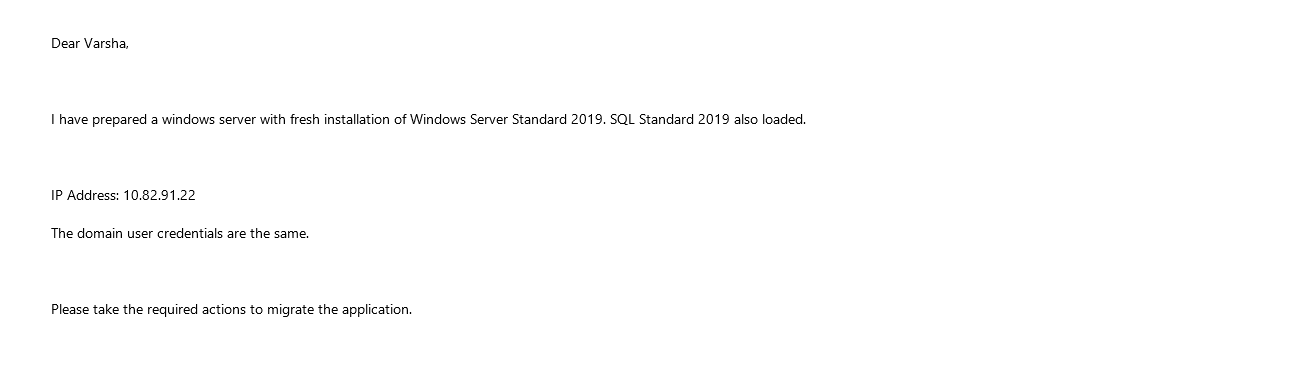 Dear Varsha,
I have prepared a windows server with fresh installation of Windows Server Standard 2019. SQL Standard 2019 also loaded.
IP Address: 10.82.91.22
The domain user credentials are the same.
Please take the required actions to migrate the application.